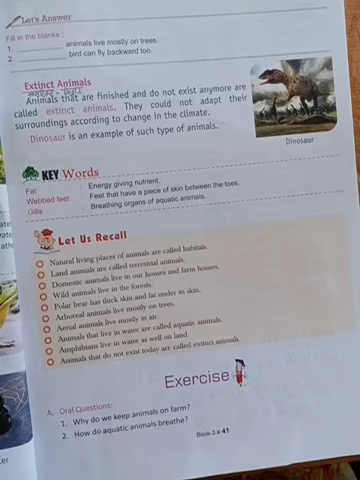 Let's Answer
Fill in the blanks :
1. ____________ animals live mostly on trees.
2. ____________ bird can fly backward too.
Extinct Animals
Animals that are finished and do not exist anymore are
called extinct animals. They could not adapt their
surroundings according to change in the climate.
Dinosaur is an example of such type of animals.
Dinosaur
KEY Words
Fat : Energy giving nutrient.
Webbed feet : Feet that have a piece of skin between the toes.
Gills : Breathing organs of aquatic animals.
Let Us Recall
Natural living places of animals are called habitats.
Land animals are called terrestrial animals.
Domestic animals live in our houses and farm houses.
Wild animals live in the forests.
Polar bear has thick skin and fat under its skin.
Arboreal animals live mostly on trees.
Aerial animals live mostly in air.
Animals that live in water are called aquatic animals.
Amphibians live in water as well on land.
Animals that do not exist today are called extinct animals.
Exercise
A. Oral Questions:
1. Why do we keep animals on farm?
2. How do aquatic animals breathe?
Book-3 # 41